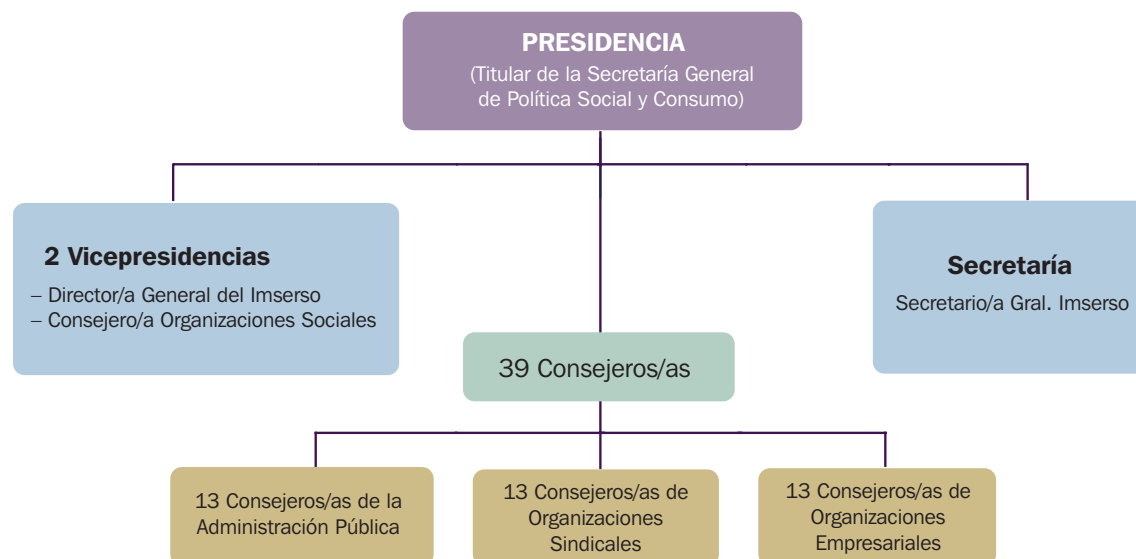 PRESIDENCIA
(Titular de la Secretaría General
de Política Social y Consumo)
2 Vicepresidencias
– Director/a General del Imserso
– Consejero/a Organizaciones Sociales
Secretaría
Secretario/a Gral. Imserso
39 Consejeros/as
13 Consejeros/as de la
Administración Pública
13 Consejeros/as de
Organizaciones
Sindicales
13 Consejeros/as de
Organizaciones
Empresariales